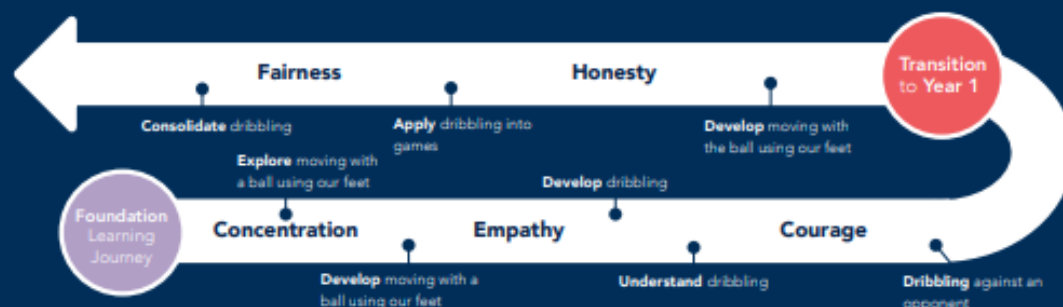 Fairness
Honesty
Transition
to Year 1
Consolidate dribbling
Apply dribbling into
games
Develop moving with
the ball using our feet
Explore moving with
a ball using our feet
Develop dribbling
Foundation
Learning
Journey
Concentration
Empathy
Courage
Develop moving with a
ball using our feet
Understand dribbling
Dribbling against an
opponent